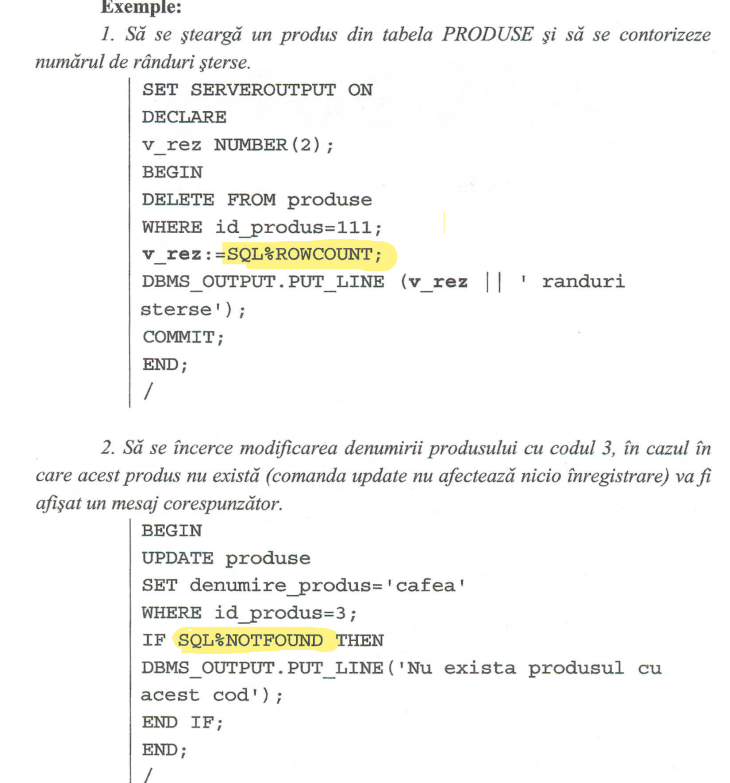 Exemple:
1. Să se şteargă un produs din tabela PRODUSE şi să se contorizeze
numărul de rânduri şterse.
SET SERVEROUTPUT ON
DECLARE
v_rez NUMBER(2);
BEGIN
DELETE FROM produse
WHERE id_produs=111;
v_rez:=SQL%ROWCOUNT;
DBMS_OUTPUT.PUT_LINE (v_rez || ' randuri
sterse');
COMMIT;
END;
/
2. Să se încerce modificarea denumirii produsului cu codul 3, în cazul în
care acest produs nu există (comanda update nu afectează nicio înregistrare) va fi
afişat un mesaj corespunzător.
BEGIN
UPDATE produse
SET denumire_produs='cafea'
WHERE id_produs=3;
IF SQL%NOTFOUND THEN
DBMS_OUTPUT.PUT_LINE('Nu exista produsul cu
acest cod');
END IF;
END;
/